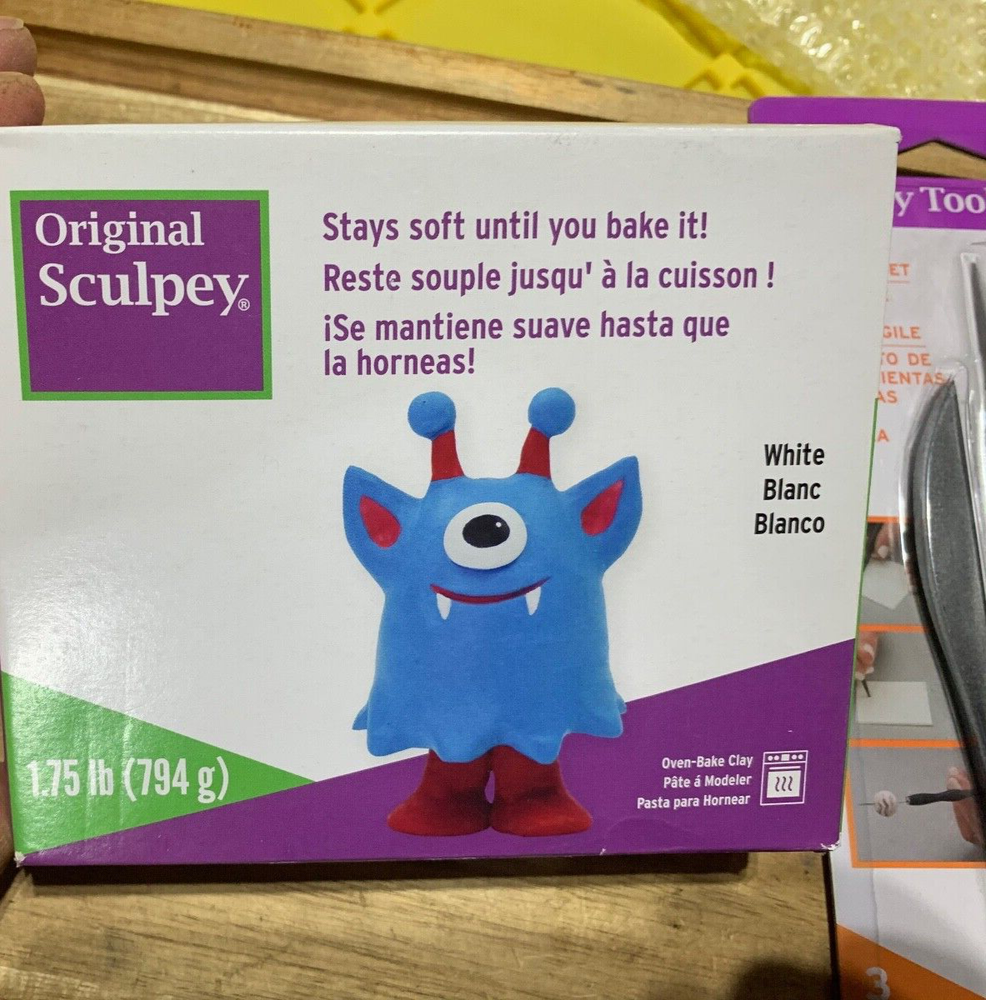 Original
Sculpey®
Stays soft until you bake it!
Reste souple jusqu' à la cuisson !
¡Se mantiene suave hasta que
la horneas!
White
Blanc
Blanco
1.75 lb (794 g)
Oven-Bake Clay
Pâte á Modeler
Pasta para Hornear
3